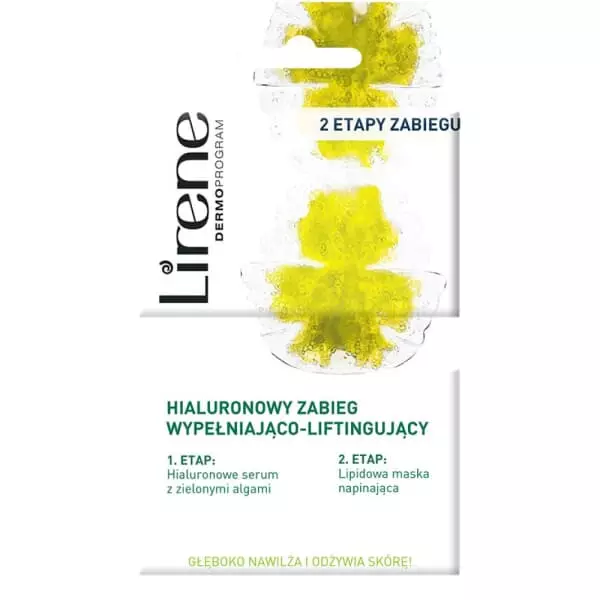 2 ETAPY ZABIEGU
Lirene
DERMOPROGRAM
HIALURONOWY ZABIEG
WYPEŁNIAJĄCO-LIFTINGUJĄCY
1. ETAP:
Hialuronowe serum
z zielonymi algami
2. ETAP:
Lipidowa maska
napinająca
GŁĘBOKO NAWILŻA I ODŻYWIA SKÓRĘ!